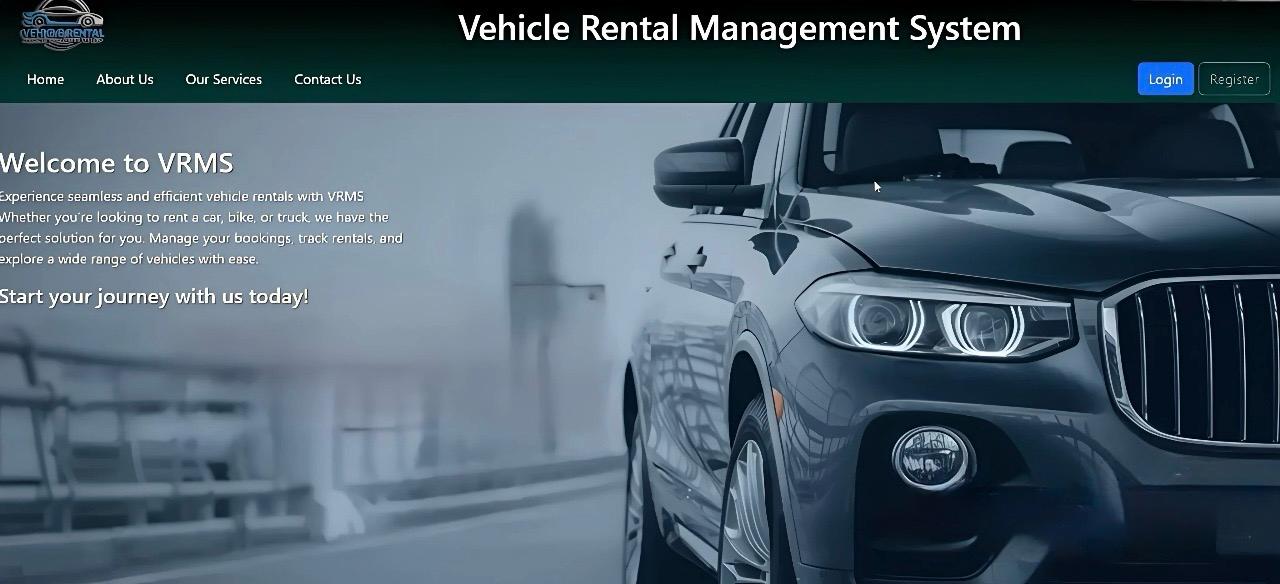 VEHICLE RENTAL
Vehicle Rental Management System
Home About Us Our Services Contact Us Login Register
Welcome to VRMS
Experience seamless and efficient vehicle rentals with VRMS
Whether you're looking to rent a car, bike, or truck, we have the
perfect solution for you. Manage your bookings, track rentals, and
explore a wide range of vehicles with ease.
Start your journey with us today!